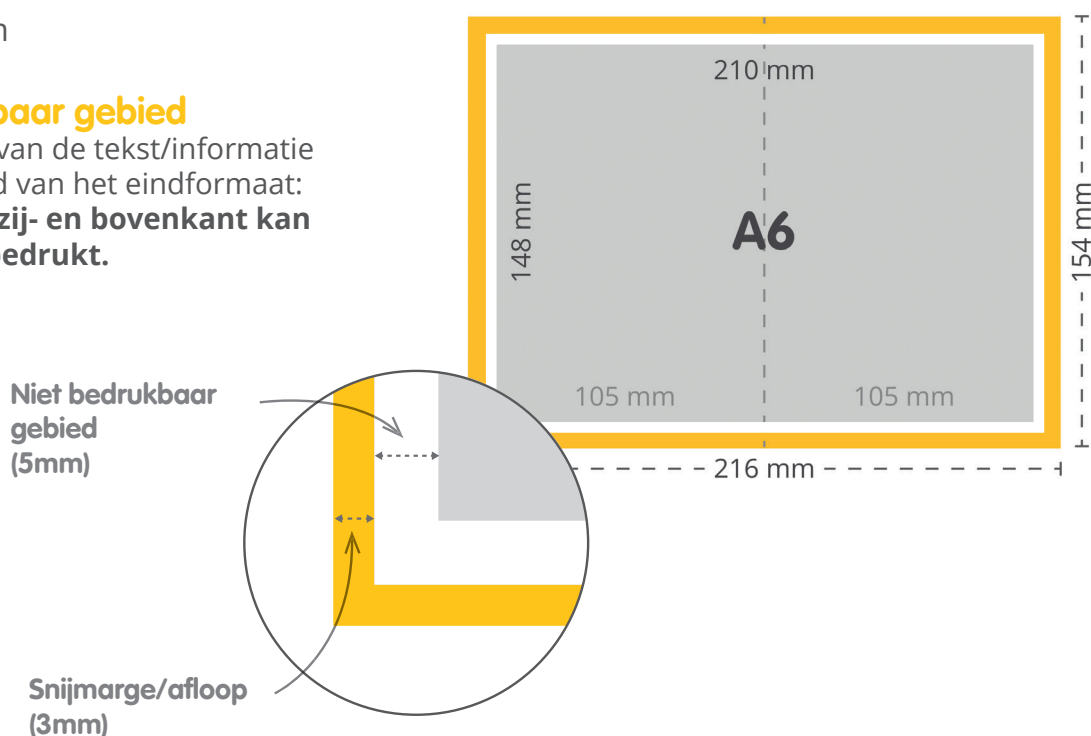 baar gebied
van de tekst/informatie
van het eindformaat:
zij- en bovenkant kan
bedrukt.
210 mm
148 mm
A6
154 mm
105 mm 105 mm
216 mm
Niet bedrukbaar
gebied
(5mm)
Snijmarge/afloop
(3mm)